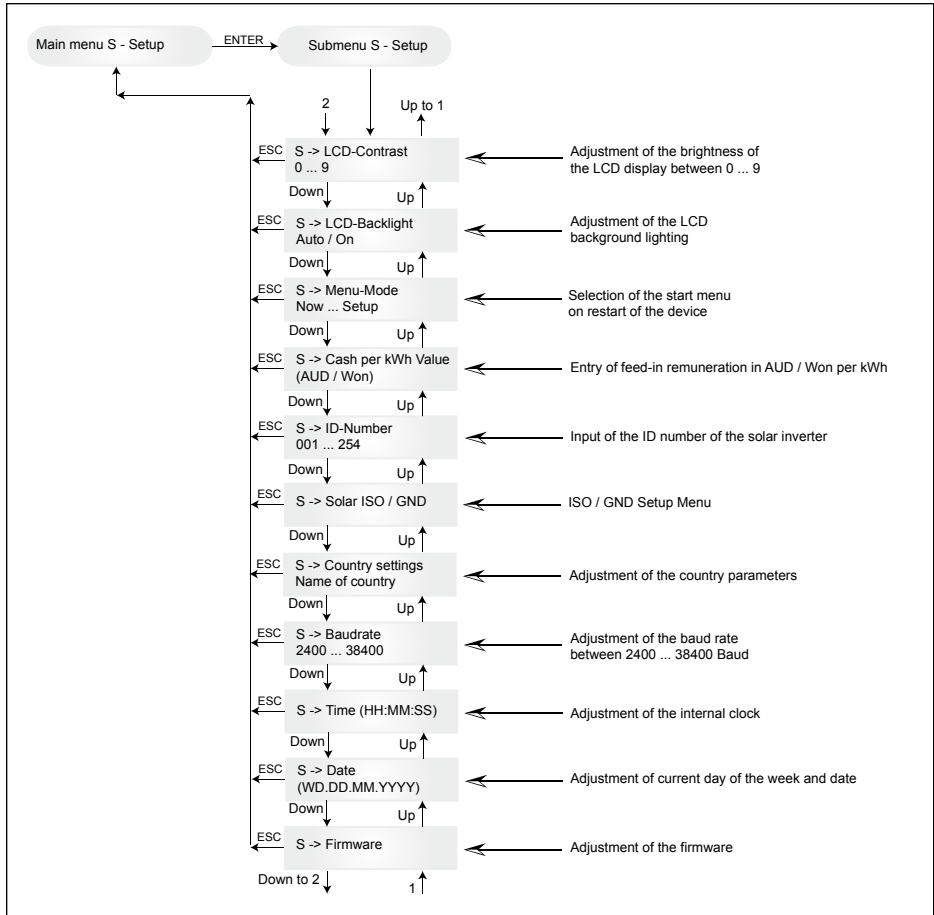 Main menu S - Setup
ENTER
Submenu S - Setup
2
Up to 1
ESC
S -> LCD-Contrast
0 ... 9
Adjustment of the brightness of
the LCD display between 0 ... 9
Down
Up
ESC
S -> LCD-Backlight
Auto / On
Adjustment of the LCD
background lighting
Down
Up
ESC
S -> Menu-Mode
Now ... Setup
Selection of the start menu
on restart of the device
Down
Up
ESC
S -> Cash per kWh Value
(AUD / Won)
Entry of feed-in remuneration in AUD / Won per kWh
Down
Up
ESC
S -> ID-Number
001 ... 254
Input of the ID number of the solar inverter
Down
Up
ESC
S -> Solar ISO / GND
ISO / GND Setup Menu
Down
Up
ESC
S -> Country settings
Name of country
Adjustment of the country parameters
Down
Up
ESC
S -> Baudrate
2400 ... 38400
Adjustment of the baud rate
between 2400 ... 38400 Baud
Down
Up
ESC
S -> Time (HH:MM:SS)
Adjustment of the internal clock
Down
Up
ESC
S -> Date
(WD.DD.MM.YYYY)
Adjustment of current day of the week and date
Down
Up
ESC
S -> Firmware
Adjustment of the firmware
Down to 2
1